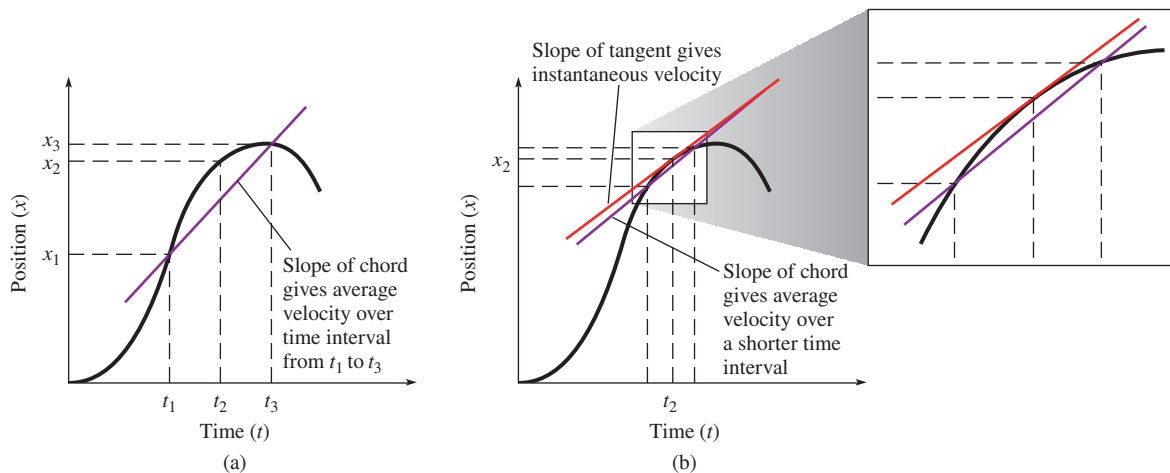 Position (x)
x3
x2
x1
Slope of chord
gives average
velocity over
time interval
from t1 to t3
t1
t2
t3
Time (t)
(a)
Slope of tangent gives
instantaneous velocity
Position (x)
x2
Slope of chord
gives average
velocity over
a shorter time
interval
t2
Time (t)
(b)